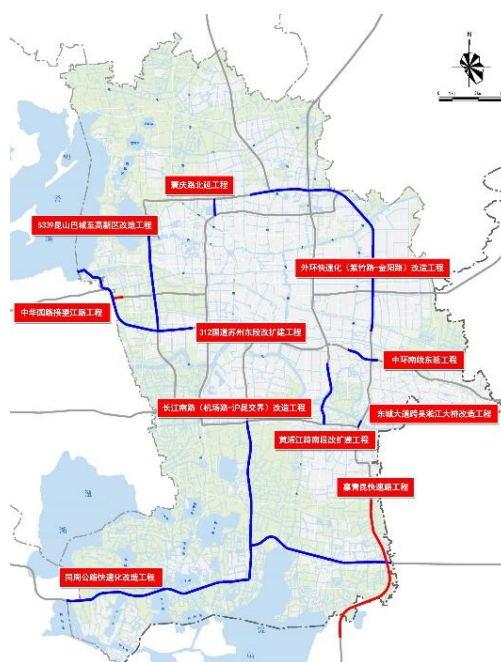 N
震庆路北延工程
S339昆山巴城至高新区改造工程
外环快速化（紫竹路-金阳路）改造工程
中华园路接望江路工程
312国道苏州东段改扩建工程
中环南线东延工程
长江南路（机场路-沪昆交界）改造工程
东城大道跨吴淞江大桥改造工程
黄浦江路南段改扩建工程
嘉青昆快速路工程
同周公路快速化改造工程